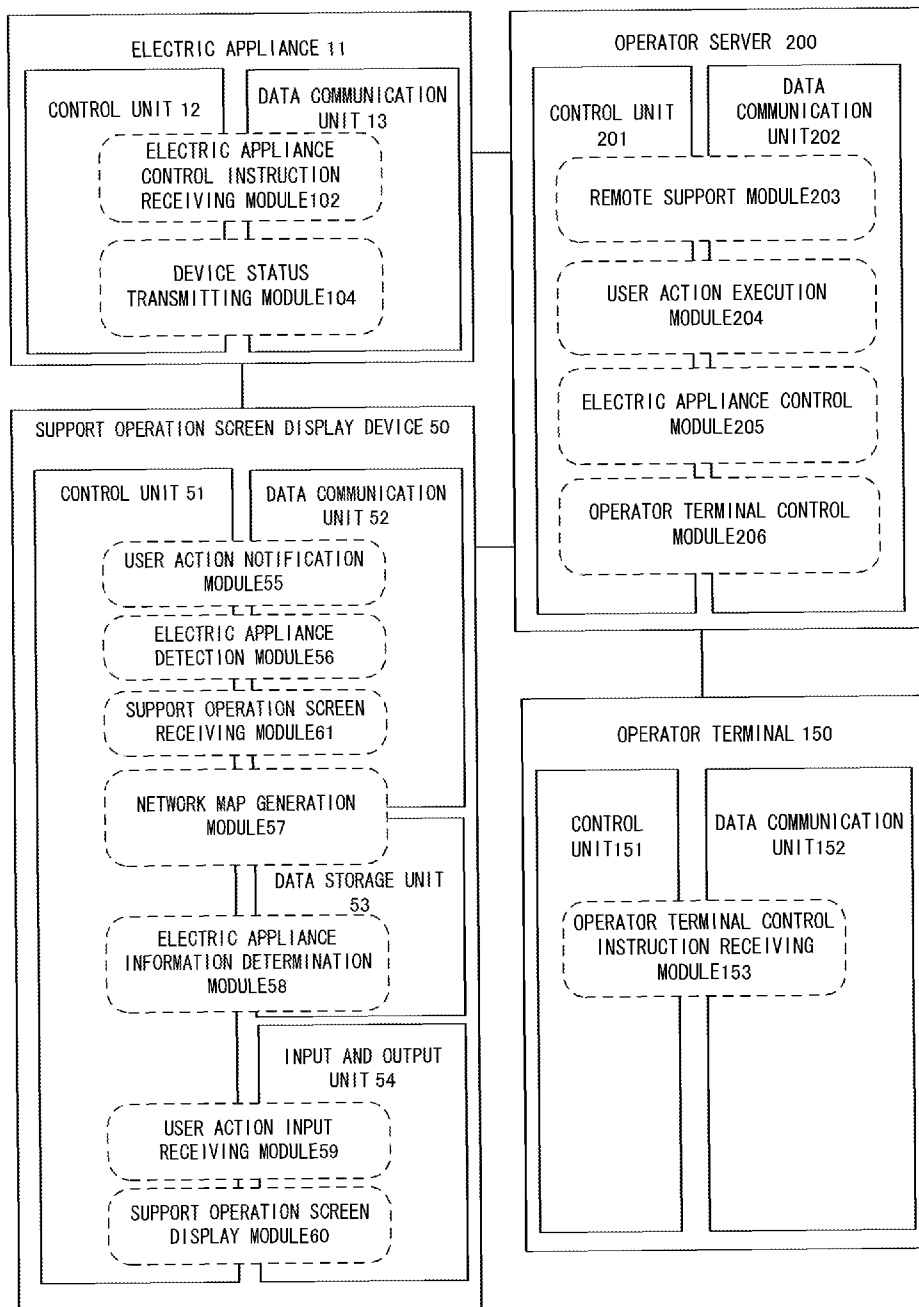 ELECTRIC APPLIANCE 11
CONTROL UNIT 12
DATA COMMUNICATION
UNIT 13
ELECTRIC APPLIANCE
CONTROL INSTRUCTION
RECEIVING MODULE102
DEVICE STATUS
TRANSMITTING MODULE104
OPERATOR SERVER 200
CONTROL UNIT
201
DATA
COMMUNICATION
UNIT202
REMOTE SUPPORT MODULE203
USER ACTION EXECUTION
MODULE204
ELECTRIC APPLIANCE CONTROL
MODULE205
OPERATOR TERMINAL CONTROL
MODULE206
SUPPORT OPERATION SCREEN DISPLAY DEVICE 50
CONTROL UNIT 51
DATA COMMUNICATION
UNIT 52
USER ACTION NOTIFICATION
MODULE55
ELECTRIC APPLIANCE
DETECTION MODULE56
SUPPORT OPERATION SCREEN
RECEIVING MODULE61
NETWORK MAP GENERATION
MODULE57
DATA STORAGE UNIT
53
ELECTRIC APPLIANCE
INFORMATION DETERMINATION
MODULE58
INPUT AND OUTPUT
UNIT 54
USER ACTION INPUT
RECEIVING MODULE59
SUPPORT OPERATION SCREEN
DISPLAY MODULE60
OPERATOR TERMINAL 150
CONTROL
UNIT151
DATA COMMUNICATION
UNIT152
OPERATOR TERMINAL CONTROL
INSTRUCTION RECEIVING
MODULE153